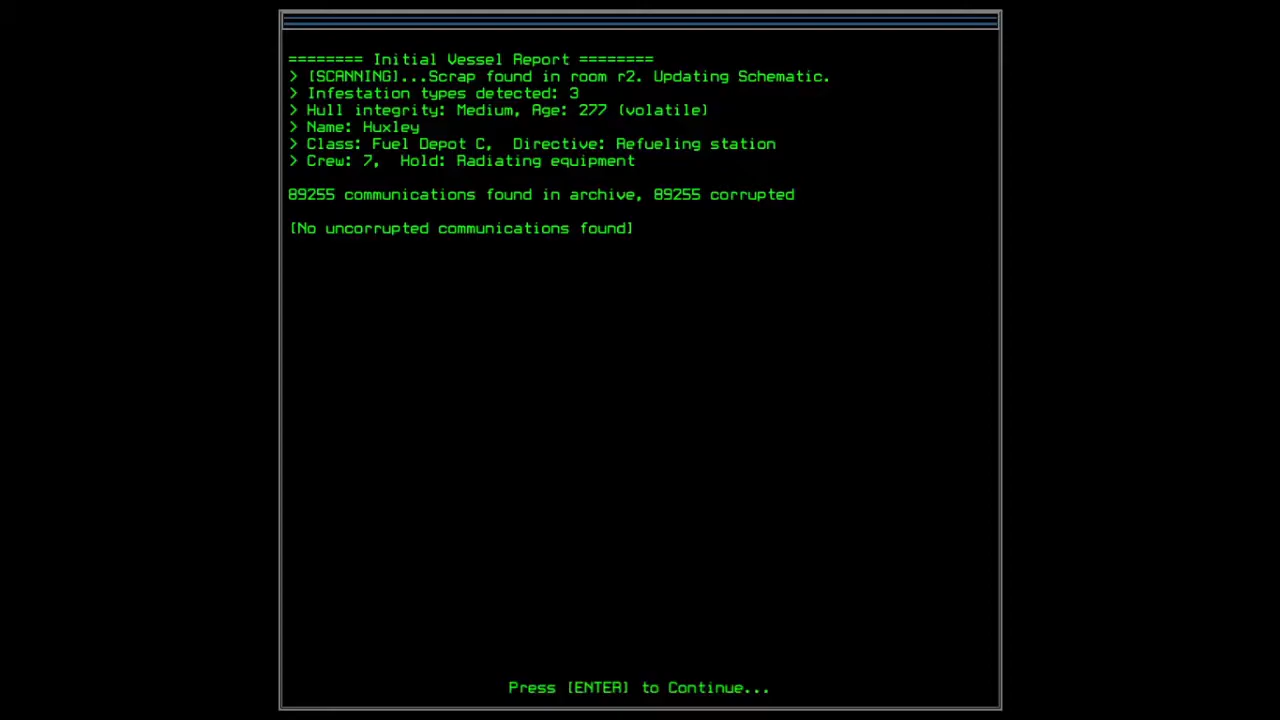 ======== Initial Vessel Report ========
> [SCANNING]...Scrap found in room r2. Updating Schematic.
> Infestation types detected: 3
> Hull integrity: Medium, Age: 277 (volatile)
> Name: Huxley
> Class: Fuel Depot C,  Directive: Refueling station
> Crew: 7,  Hold: Radiating equipment
89255 communications found in archive, 89255 corrupted
[No uncorrupted communications found]
Press [ENTER] to Continue...